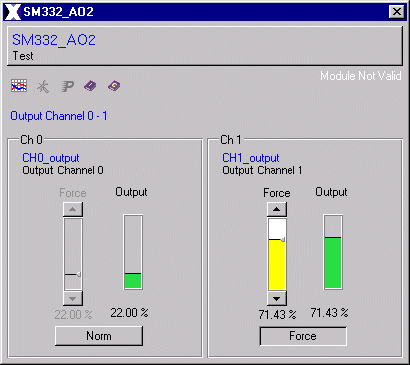 SM332_AO2
SM332_AO2
Test
Module Not Valid
Output Channel 0 - 1
Ch 0
CH0_output
Output Channel 0
Force Output
22.00 % 22.00 %
Norm
Ch 1
CH1_output
Output Channel 1
Force Output
71.43 % 71.43 %
Force